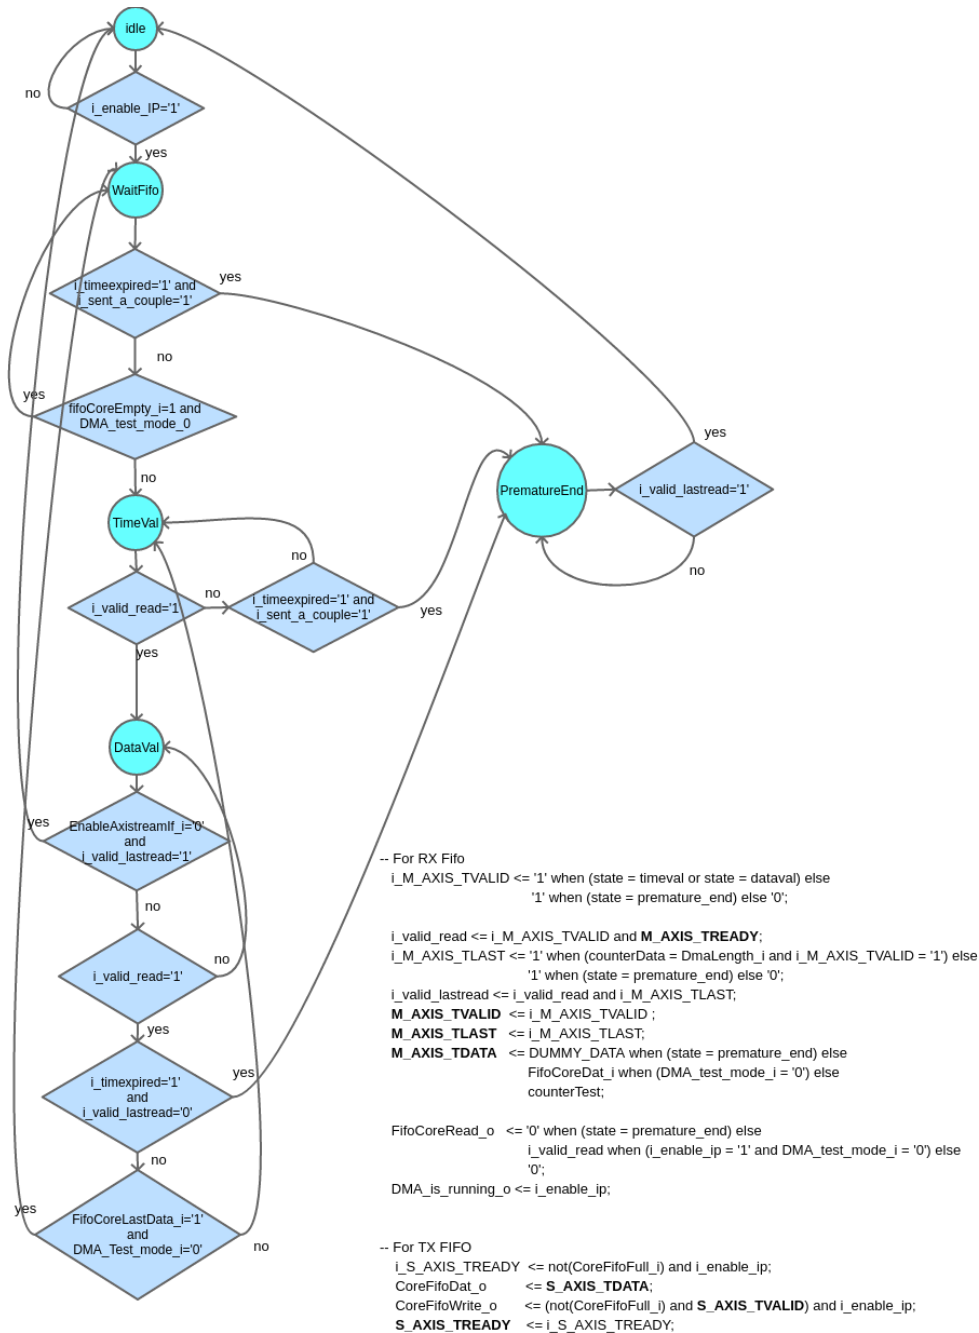 idle
no
i_enable_IP='1'
yes
WaitFifo
i_timeexpired='1' and
i_sent_a_couple='1'
yes
no
yes
fifoCoreEmpty_i=1 and
DMA_test_mode_0
no
yes
PrematureEnd
i_valid_lastread='1'
no
TimeVal
no
i_valid_read='1
no
i_timeexpired='1' and
i_sent_a_couple='1'
yes
yes
DataVal
yes
EnableAxistreamIf_i='0'
and
i_valid_lastread='1'
no
i_valid_read='1'
no
yes
i_timexpired='1'
and
i_valid_lastread='0'
yes
no
yes
FifoCoreLastData_i='1'
and
DMA_Test_mode_i='0'
no
-- For RX Fifo
i_M_AXIS_TVALID <= '1' when (state = timeval or state = dataval) else
'1' when (state = premature_end) else '0';
i_valid_read <= i_M_AXIS_TVALID and M_AXIS_TREADY;
i_M_AXIS_TLAST <= '1' when (counterData = DmaLength_i and i_M_AXIS_TVALID = '1') else
'1' when (state = premature_end) else '0';
i_valid_lastread <= i_valid_read and i_M_AXIS_TLAST;
M_AXIS_TVALID <= i_M_AXIS_TVALID ;
M_AXIS_TLAST <= i_M_AXIS_TLAST;
M_AXIS_TDATA <= DUMMY_DATA when (state = premature_end) else
FifoCoreDat_i when (DMA_test_mode_i = '0') else
counterTest;
FifoCoreRead_o <= '0' when (state = premature_end) else
i_valid_read when (i_enable_ip = '1' and DMA_test_mode_i = '0') else
'0';
DMA_is_running_o <= i_enable_ip;
-- For TX FIFO
i_S_AXIS_TREADY <= not(CoreFifoFull_i) and i_enable_ip;
CoreFifoDat_o <= S_AXIS_TDATA;
CoreFifoWrite_o <= (not(CoreFifoFull_i) and S_AXIS_TVALID) and i_enable_ip;
S_AXIS_TREADY <= i_S_AXIS_TREADY;